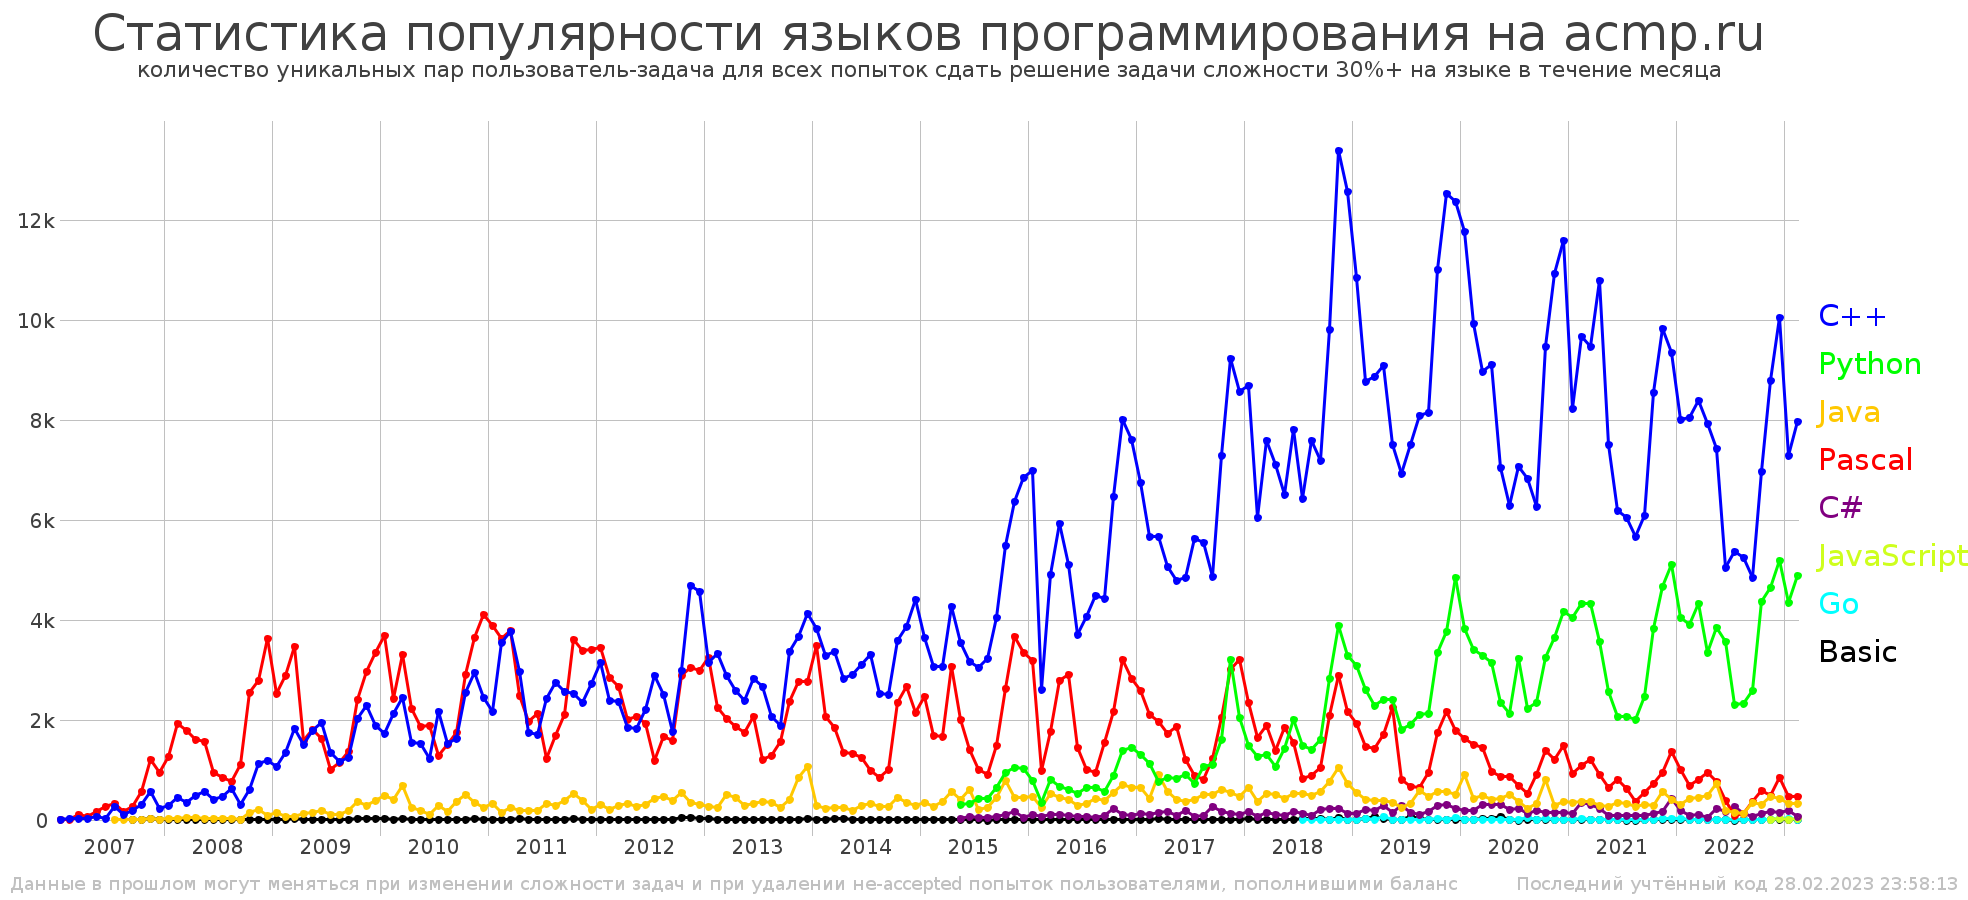 Статистика популярности языков программирования на acmp.ru
количество уникальных пар пользователь-задача для всех попыток сдать решение задачи сложности 30%+ на языке в течение месяца
12k
10k
8k
6k
4k
2k
0
C++
Python
Java
Pascal
C#
JavaScript
Go
Basic
2007 2008 2009 2010 2011 2012 2013 2014 2015 2016 2017 2018 2019 2020 2021 2022
Данные в прошлом могут меняться при изменении сложности задач и при удалении не-accepted попыток пользователями, пополнившими баланс Последний учтённый код 28.02.2023 23:58:13